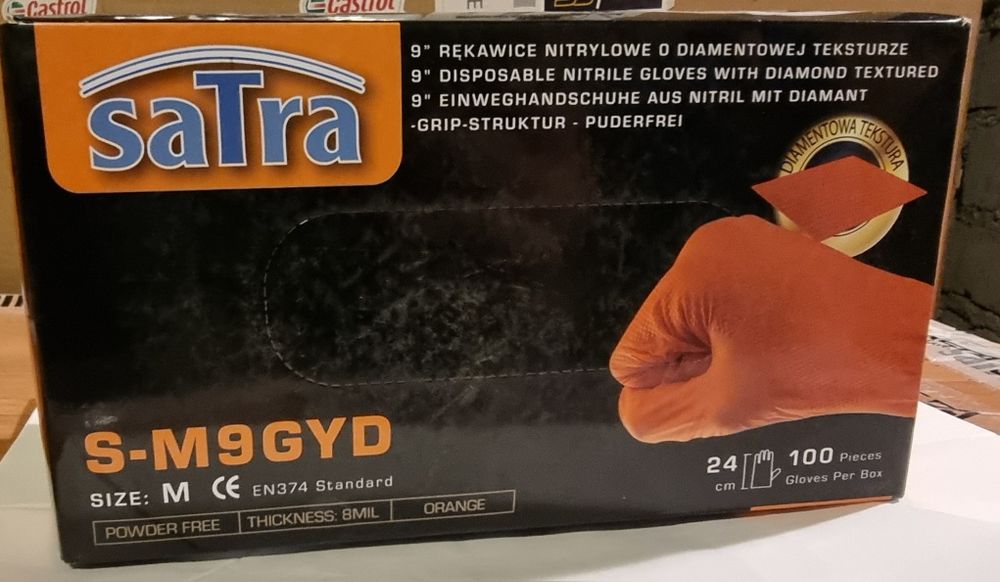 Castrol
Castrol
saTra
9" RĘKAWICE NITRYLOWE O DIAMENTOWEJ TEKSTURZE
9" DISPOSABLE NITRILE GLOVES WITH DIAMOND TEXTURED
9" EINWEGHANDSCHUHE AUS NITRIL MIT DIAMANT
-GRIP-STRUKTUR - PUDERFREI
DIAMENTOWA TEKSTURA
S-M9GYD
SIZE: M CE EN374 Standard
POWDER FREE THICKNESS: 8MIL ORANGE
24 cm
100 Pieces
Gloves Per Box